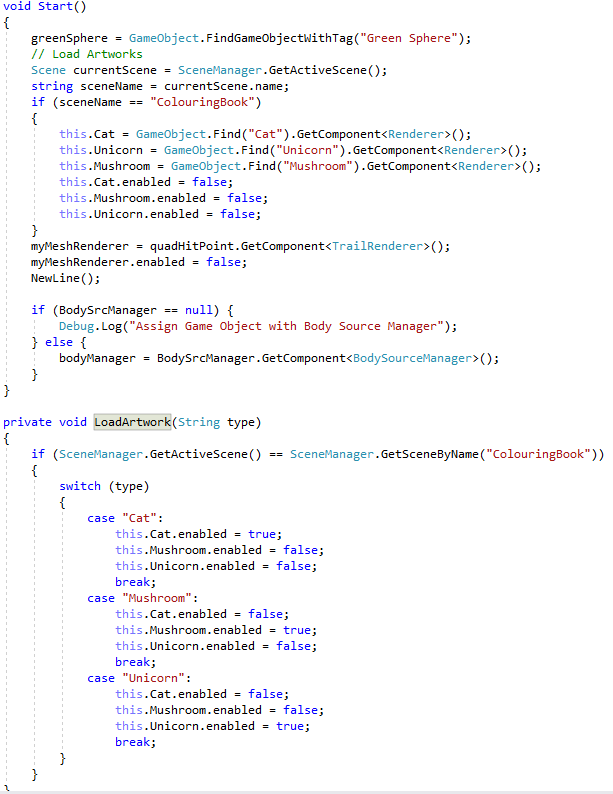 void Start()
{
    greenSphere = GameObject.FindGameObjectWithTag("Green Sphere");
    // Load Artworks
    Scene currentScene = SceneManager.GetActiveScene();
    string sceneName = currentScene.name;
    if (sceneName == "ColouringBook")
    {
        this.Cat = GameObject.Find("Cat").GetComponent<Renderer>();
        this.Unicorn = GameObject.Find("Unicorn").GetComponent<Renderer>();
        this.Mushroom = GameObject.Find("Mushroom").GetComponent<Renderer>();
        this.Cat.enabled = false;
        this.Mushroom.enabled = false;
        this.Unicorn.enabled = false;
    }
    myMeshRenderer = quadHitPoint.GetComponent<TrailRenderer>();
    myMeshRenderer.enabled = false;
    NewLine();

    if (BodySrcManager == null) {
        Debug.Log("Assign Game Object with Body Source Manager");
    } else {
        bodyManager = BodySrcManager.GetComponent<BodySourceManager>();
    }
}

private void LoadArtwork(String type)
{
    if (SceneManager.GetActiveScene() == SceneManager.GetSceneByName("ColouringBook"))
    {
        switch (type)
        {
            case "Cat":
                this.Cat.enabled = true;
                this.Mushroom.enabled = false;
                this.Unicorn.enabled = false;
                break;
            case "Mushroom":
                this.Cat.enabled = false;
                this.Mushroom.enabled = true;
                this.Unicorn.enabled = false;
                break;
            case "Unicorn":
                this.Cat.enabled = false;
                this.Mushroom.enabled = false;
                this.Unicorn.enabled = true;
                break;
        }
    }
}